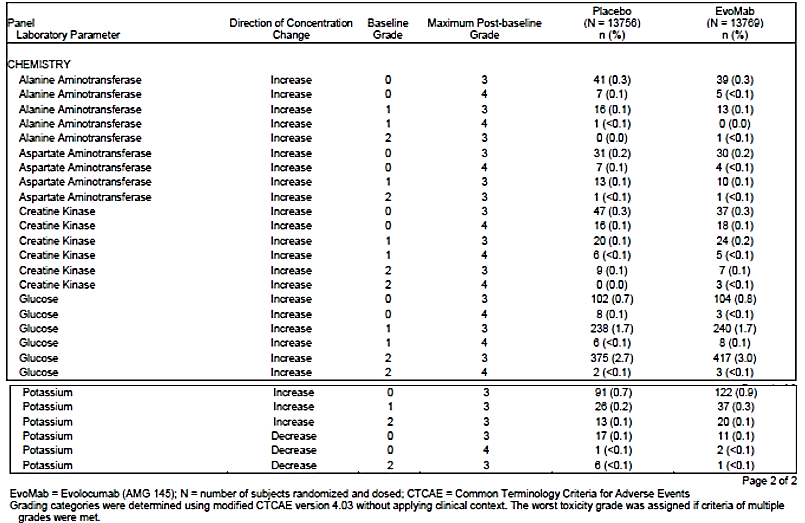 Panel Laboratory Parameter Direction of Concentration Change Baseline Grade Maximum Post-baseline Grade Placebo (N = 13756) n (%) EvoMab (N = 13769) n (%)
CHEMISTRY
Alanine Aminotransferase Increase 0 3 41 (0.3) 39 (0.3)
Alanine Aminotransferase Increase 0 4 7 (0.1) 5 (<0.1)
Alanine Aminotransferase Increase 1 3 16 (0.1) 13 (0.1)
Alanine Aminotransferase Increase 1 4 1 (<0.1) 0 (0.0)
Alanine Aminotransferase Increase 2 3 0 (0.0) 1 (<0.1)
Aspartate Aminotransferase Increase 0 3 31 (0.2) 30 (0.2)
Aspartate Aminotransferase Increase 0 4 7 (0.1) 4 (<0.1)
Aspartate Aminotransferase Increase 1 3 13 (0.1) 10 (0.1)
Aspartate Aminotransferase Increase 2 3 1 (<0.1) 1 (<0.1)
Creatine Kinase Increase 0 3 47 (0.3) 37 (0.3)
Creatine Kinase Increase 0 4 16 (0.1) 18 (0.1)
Creatine Kinase Increase 1 3 20 (0.1) 24 (0.2)
Creatine Kinase Increase 1 4 6 (<0.1) 5 (<0.1)
Creatine Kinase Increase 2 3 9 (0.1) 7 (0.1)
Creatine Kinase Increase 2 4 0 (0.0) 3 (<0.1)
Glucose Increase 0 3 102 (0.7) 104 (0.8)
Glucose Increase 0 4 8 (0.1) 3 (<0.1)
Glucose Increase 1 3 238 (1.7) 240 (1.7)
Glucose Increase 1 4 6 (<0.1) 8 (0.1)
Glucose Increase 2 3 375 (2.7) 417 (3.0)
Glucose Increase 2 4 2 (<0.1) 3 (<0.1)
Potassium Increase 0 3 91 (0.7) 122 (0.9)
Potassium Increase 1 3 26 (0.2) 37 (0.3)
Potassium Increase 2 3 13 (0.1) 20 (0.1)
Potassium Decrease 0 3 17 (0.1) 11 (0.1)
Potassium Decrease 0 4 1 (<0.1) 2 (<0.1)
Potassium Decrease 2 3 6 (<0.1) 1 (<0.1)
Page 2 of 2
EvoMab = Evolocumab (AMG 145); N = number of subjects randomized and dosed; CTCAE = Common Terminology Criteria for Adverse Events
Grading categories were determined using modified CTCAE version 4.03 without applying clinical context. The worst toxicity grade was assigned if criteria of multiple
grades were met.